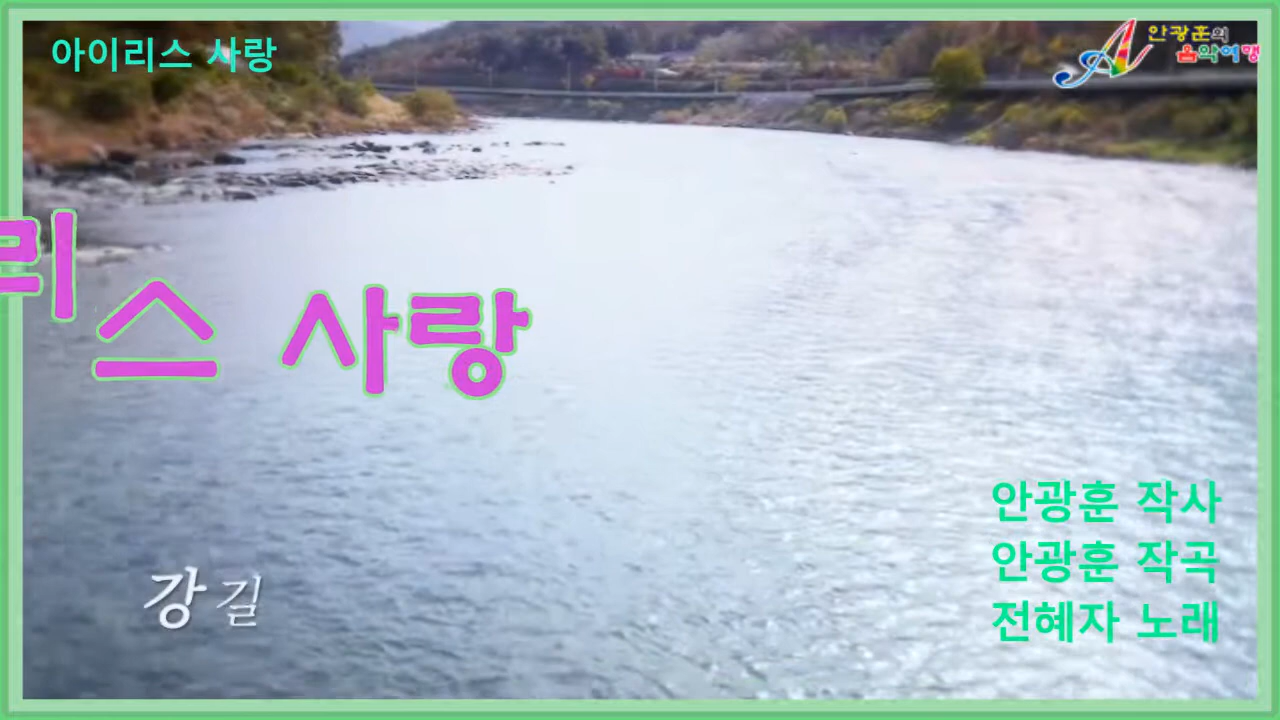 아이리스 사랑
안광훈의
음악여행
리스 사랑
안광훈 작사
안광훈 작곡
전혜자 노래
강길